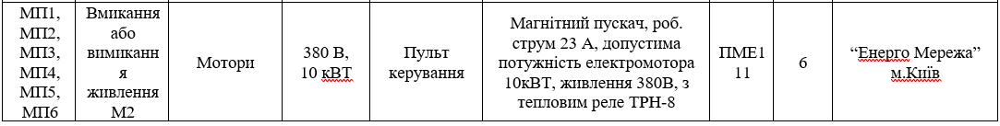 МП1,
МП2,
МП3,
МП4,
МП5,
МП6
Вмикання
або
вимиканн
я
живлення
М2
Мотори
380 В,
10 кВТ
Пульт
керування
Магнітний пускач, роб.
струм 23 А, допустима
потужність електромотора
10кВТ, живлення 380В, з
тепловим реле ТРН-8
ПМЕ1
11
6
“Енерго Мережа”
м.Київ